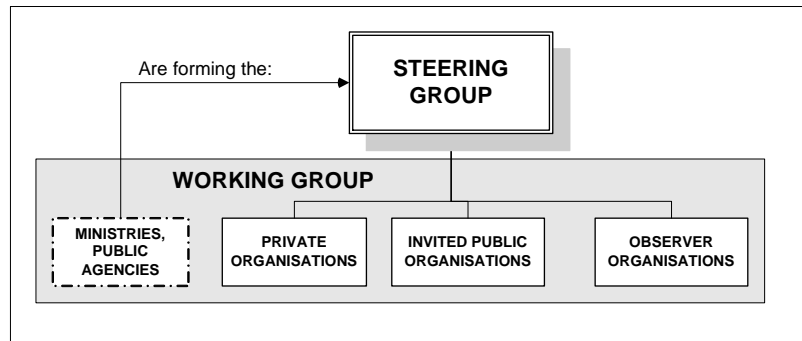 Are forming the:
STEERING
GROUP
WORKING GROUP
MINISTRIES,
PUBLIC
AGENCIES
PRIVATE
ORGANISATIONS
INVITED PUBLIC
ORGANISATIONS
OBSERVER
ORGANISATIONS